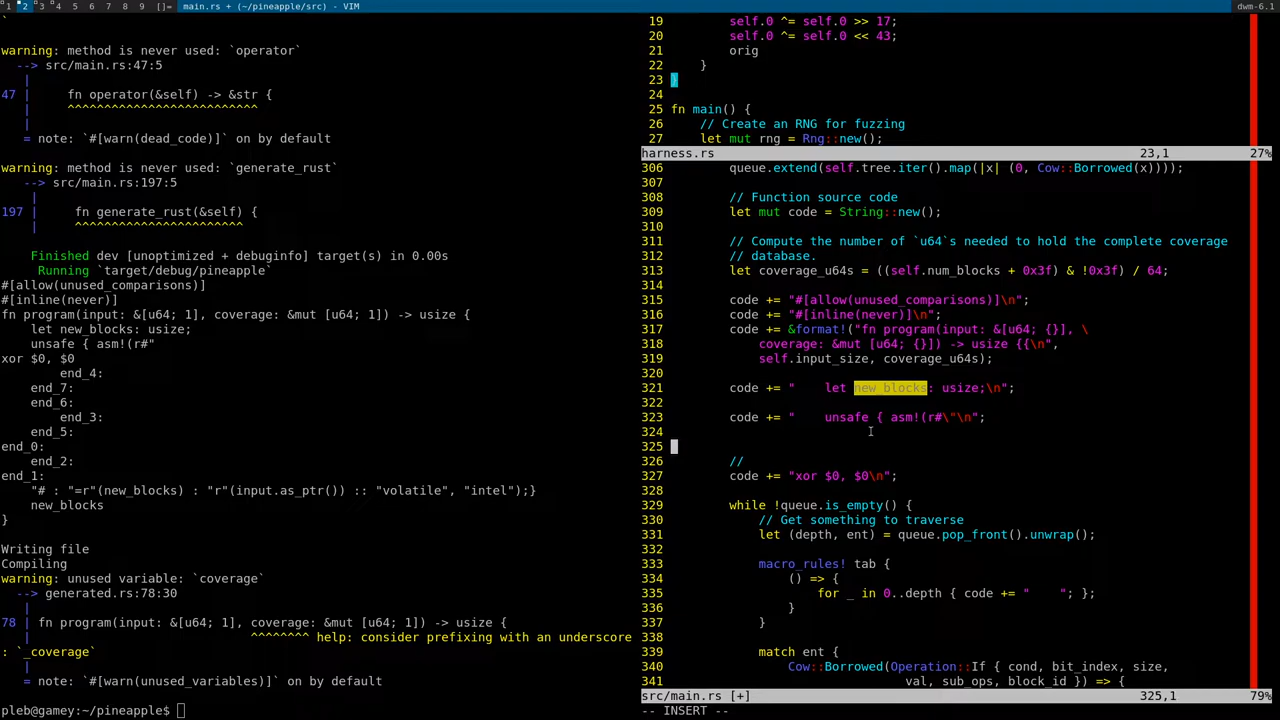 1 2 3 4 5 6 7 8 9 []= main.rs + (~/pineapple/src) - VIM dwm-6.1
`
warning: method is never used: `operator`
--> src/main.rs:47:5
|
47 | fn operator(&self) -> &str {
| ^^^^^^^^^^^^^^^^^^^^^^^^^^
|
= note: `#[warn(dead_code)]` on by default
warning: method is never used: `generate_rust`
--> src/main.rs:197:5
|
197 | fn generate_rust(&self) {
| ^^^^^^^^^^^^^^^^^^^^^^^
Finished dev [unoptimized + debuginfo] target(s) in 0.00s
Running `target/debug/pineapple`
#[allow(unused_comparisons)]
#[inline(never)]
fn program(input: &[u64; 1], coverage: &mut [u64; 1]) -> usize {
let new_blocks: usize;
unsafe { asm!(r#"
xor $0, $0
end_4:
end_7:
end_6:
end_3:
end_5:
end_0:
end_2:
end_1:
"# : "=r"(new_blocks) : "r"(input.as_ptr()) :: "volatile", "intel");}
new_blocks
}
Writing file
Compiling
warning: unused variable: `coverage`
--> generated.rs:78:30
|
78 | fn program(input: &[u64; 1], coverage: &mut [u64; 1]) -> usize {
| ^^^^^^^^ help: consider prefixing with an underscore
: `_coverage`
|
= note: `#[warn(unused_variables)]` on by default
pleb@gamey:~/pineapple$
19 self.0 ^= self.0 >> 17;
20 self.0 ^= self.0 << 43;
21 orig
22 }
23 }
24
25 fn main() {
26 // Create an RNG for fuzzing
27 let mut rng = Rng::new();
harness.rs 23,1 27%
306 queue.extend(self.tree.iter().map(|x| (0, Cow::Borrowed(x))));
307
308 // Function source code
309 let mut code = String::new();
310
311 // Compute the number of `u64`s needed to hold the complete coverage
312 // database.
313 let coverage_u64s = ((self.num_blocks + 0x3f) & !0x3f) / 64;
314
315 code += "#[allow(unused_comparisons)]\n";
316 code += "#[inline(never)]\n";
317 code += &format!("fn program(input: &[u64; {}], \
318 coverage: &mut [u64; {}]) -> usize {{\n",
319 self.input_size, coverage_u64s);
320
321 code += " let new_blocks: usize;\n";
322
323 code += " unsafe { asm!(r#\"\n";
324
325
326 //
327 code += "xor $0, $0\n";
328
329 while !queue.is_empty() {
330 // Get something to traverse
331 let (depth, ent) = queue.pop_front().unwrap();
332
333 macro_rules! tab {
334 () => {
335 for _ in 0..depth { code += " "; };
336 }
337 }
338
339 match ent {
340 Cow::Borrowed(Operation::If { cond, bit_index, size,
341 val, sub_ops, block_id }) => {
src/main.rs [+] 325,1 79%
-- INSERT --